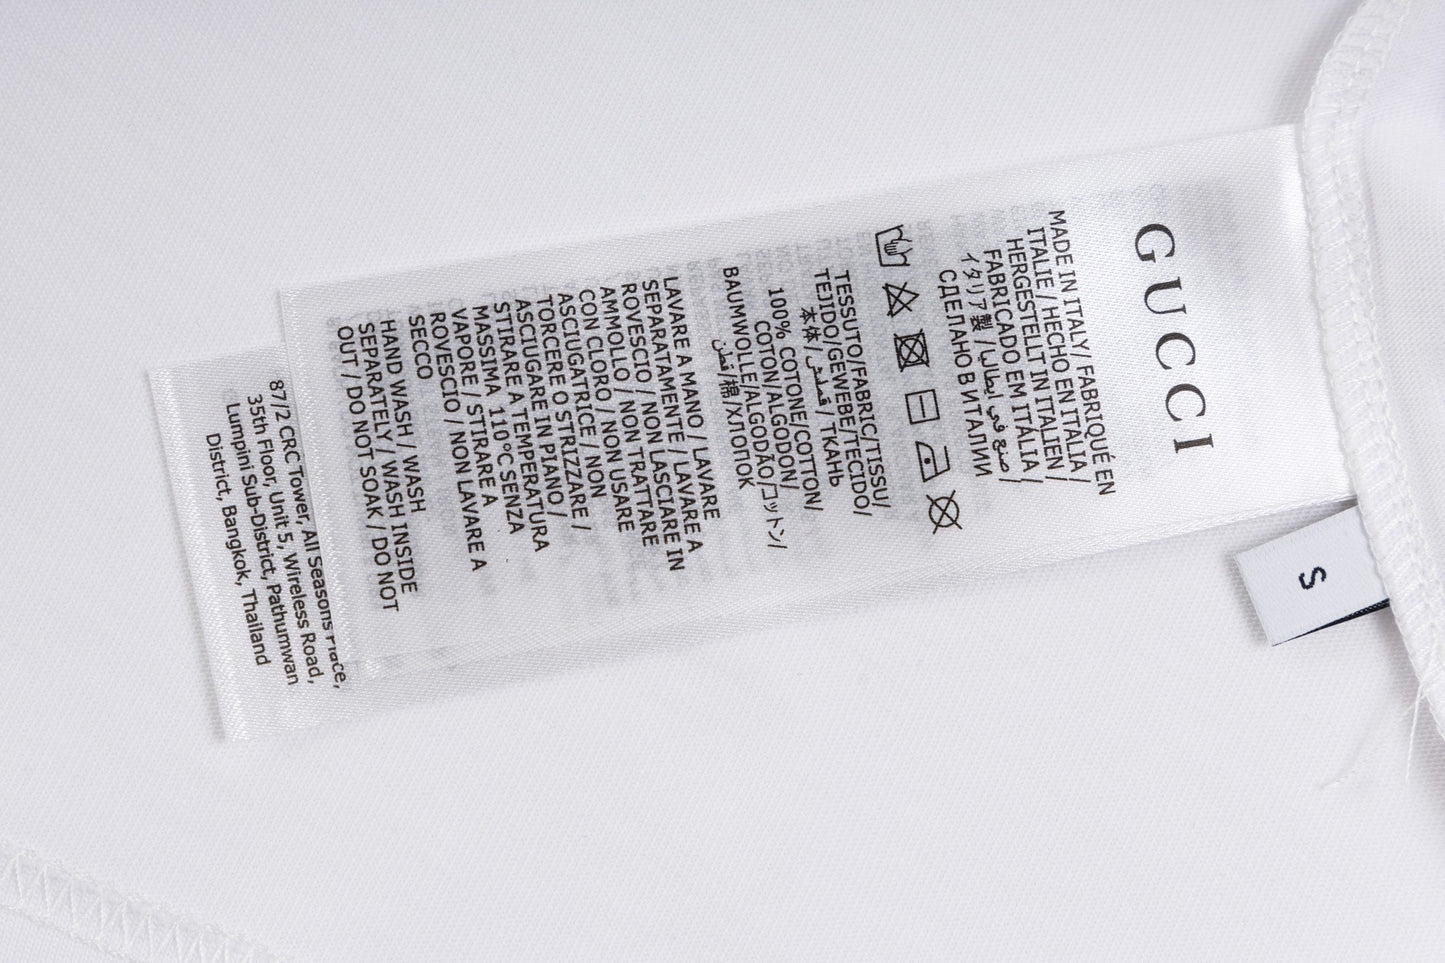 GUCCI
MADE IN ITALY/ FABRIQUÉ EN
ITALIE / HECHO EN ITALIA /
HERGESTELLT IN ITALIEN /
FABRICADO EM ITÁLIA /
イタリア製 / صنع في ايطاليا /
СДЕЛАНО В ИТАЛИИ
TESSUTO/FABRIC/TISSU/
TEJIDO/GEWEBE/TECIDO/
本体 / قماش / ТКАНЬ
100% COTONE/COTTON/
COTON/ALGODON/
BAUMWOLLE/ALGODÃO/コットン/
قطن/棉/ХЛОПОК
LAVARE A MANO / LAVARE
SEPARATAMENTE / LAVARE A
ROVESCIO / NON LASCIARE IN
AMMOLLO / NON TRATTARE
CON CLORO / NON USARE
ASCIUGATRICE / NON
TORCERE O STRIZZARE /
ASCIUGARE IN PIANO /
STIRARE A TEMPERATURA
MASSIMA 110°C SENZA
VAPORE / STIRARE A
ROVESCIO / NON LAVARE A
SECCO
HAND WASH / WASH
SEPARATELY / WASH INSIDE
OUT / DO NOT SOAK / DO NOT
87/2 CRC Tower, All Seasons Place,
35th Floor, Unit 5, Wireless Road,
Lumpini Sub-District, Pathumwan
District, Bangkok, Thailand
S